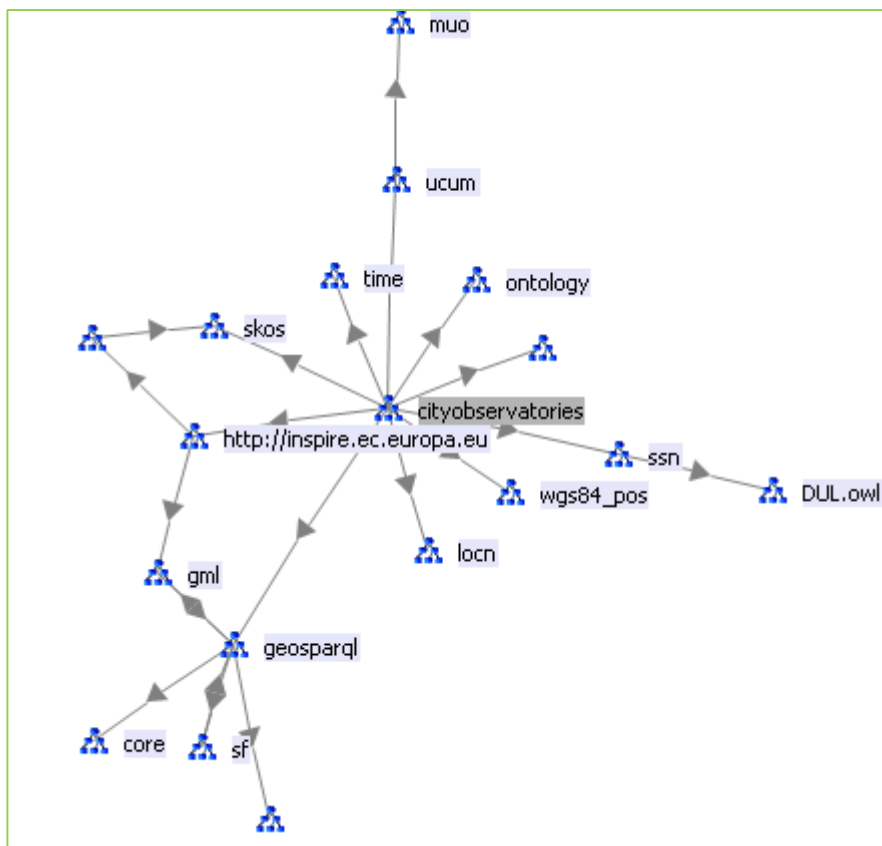 muo
ucum
time
ontology
skos
cityobservatories
http://inspire.ec.europa.eu
ssn
wgs84_pos
DUL.owl
locn
gml
geosparql
core
sf